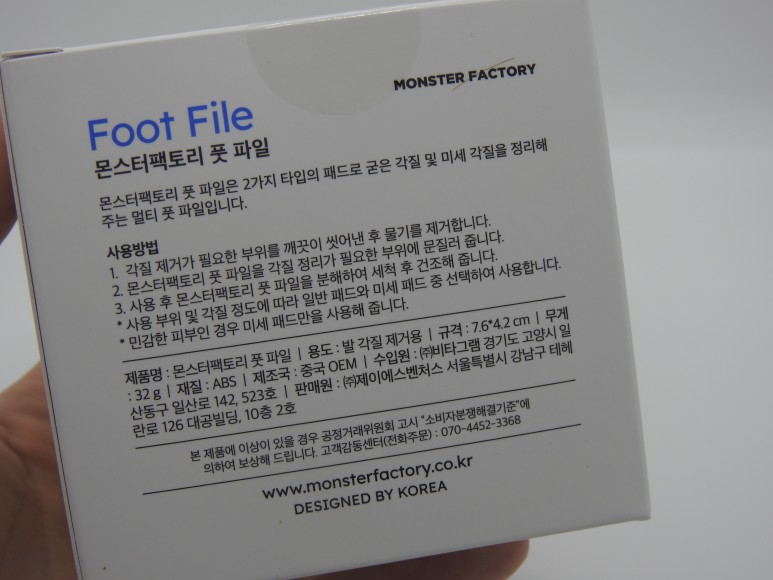 MONSTER FACTORY
Foot File
몬스터팩토리 풋 파일
몬스터팩토리 풋 파일은 2가지 타입의 패드로 굳은 각질 및 미세 각질을 정리해
주는 멀티 풋 파일입니다.
사용방법
1. 각질 제거가 필요한 부위를 깨끗이 씻어낸 후 물기를 제거합니다.
2. 몬스터팩토리 풋 파일을 각질 정리가 필요한 부위에 문질러 줍니다.
3. 사용 후 몬스터팩토리 풋 파일을 분해하여 세척 후 건조해 줍니다.
* 사용 부위 및 각질 정도에 따라 일반 패드와 미세 패드 중 선택하여 사용합니다.
* 민감한 피부인 경우 미세 패드만을 사용해 줍니다.
제품명 : 몬스터팩토리 풋 파일 | 용도 : 발 각질 제거용 | 규격 : 7.6*4.2 cm | 무게
: 32 g | 재질 : ABS | 제조국 : 중국 OEM | 수입원 : ㈜비타그램 경기도 고양시 일
산동구 일산로 142, 523호 | 판매원 : ㈜제이에스벤처스 서울특별시 강남구 테헤
란로 126 대공빌딩, 10층 2호
본 제품에 이상이 있을 경우 공정거래위원회 고시 "소비자분쟁해결기준"에
의하여 보상해 드립니다. 고객감동센터(전화주문) : 070-4452-3368
www.monsterfactory.co.kr
DESIGNED BY KOREA